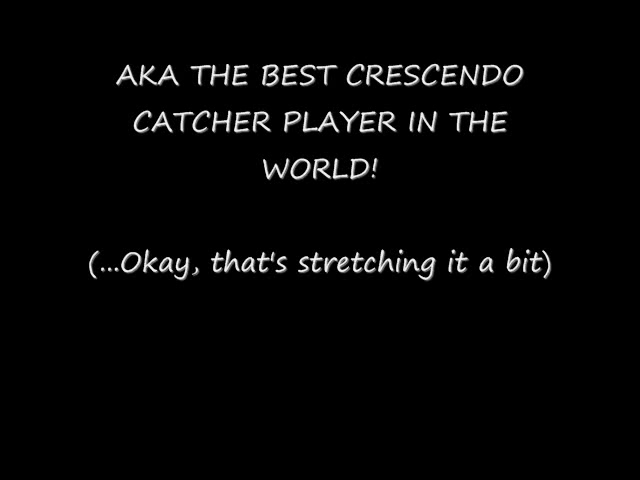 AKA THE BEST CRESCENDO
CATCHER PLAYER IN THE
WORLD!
(...Okay, that's stretching it a bit)